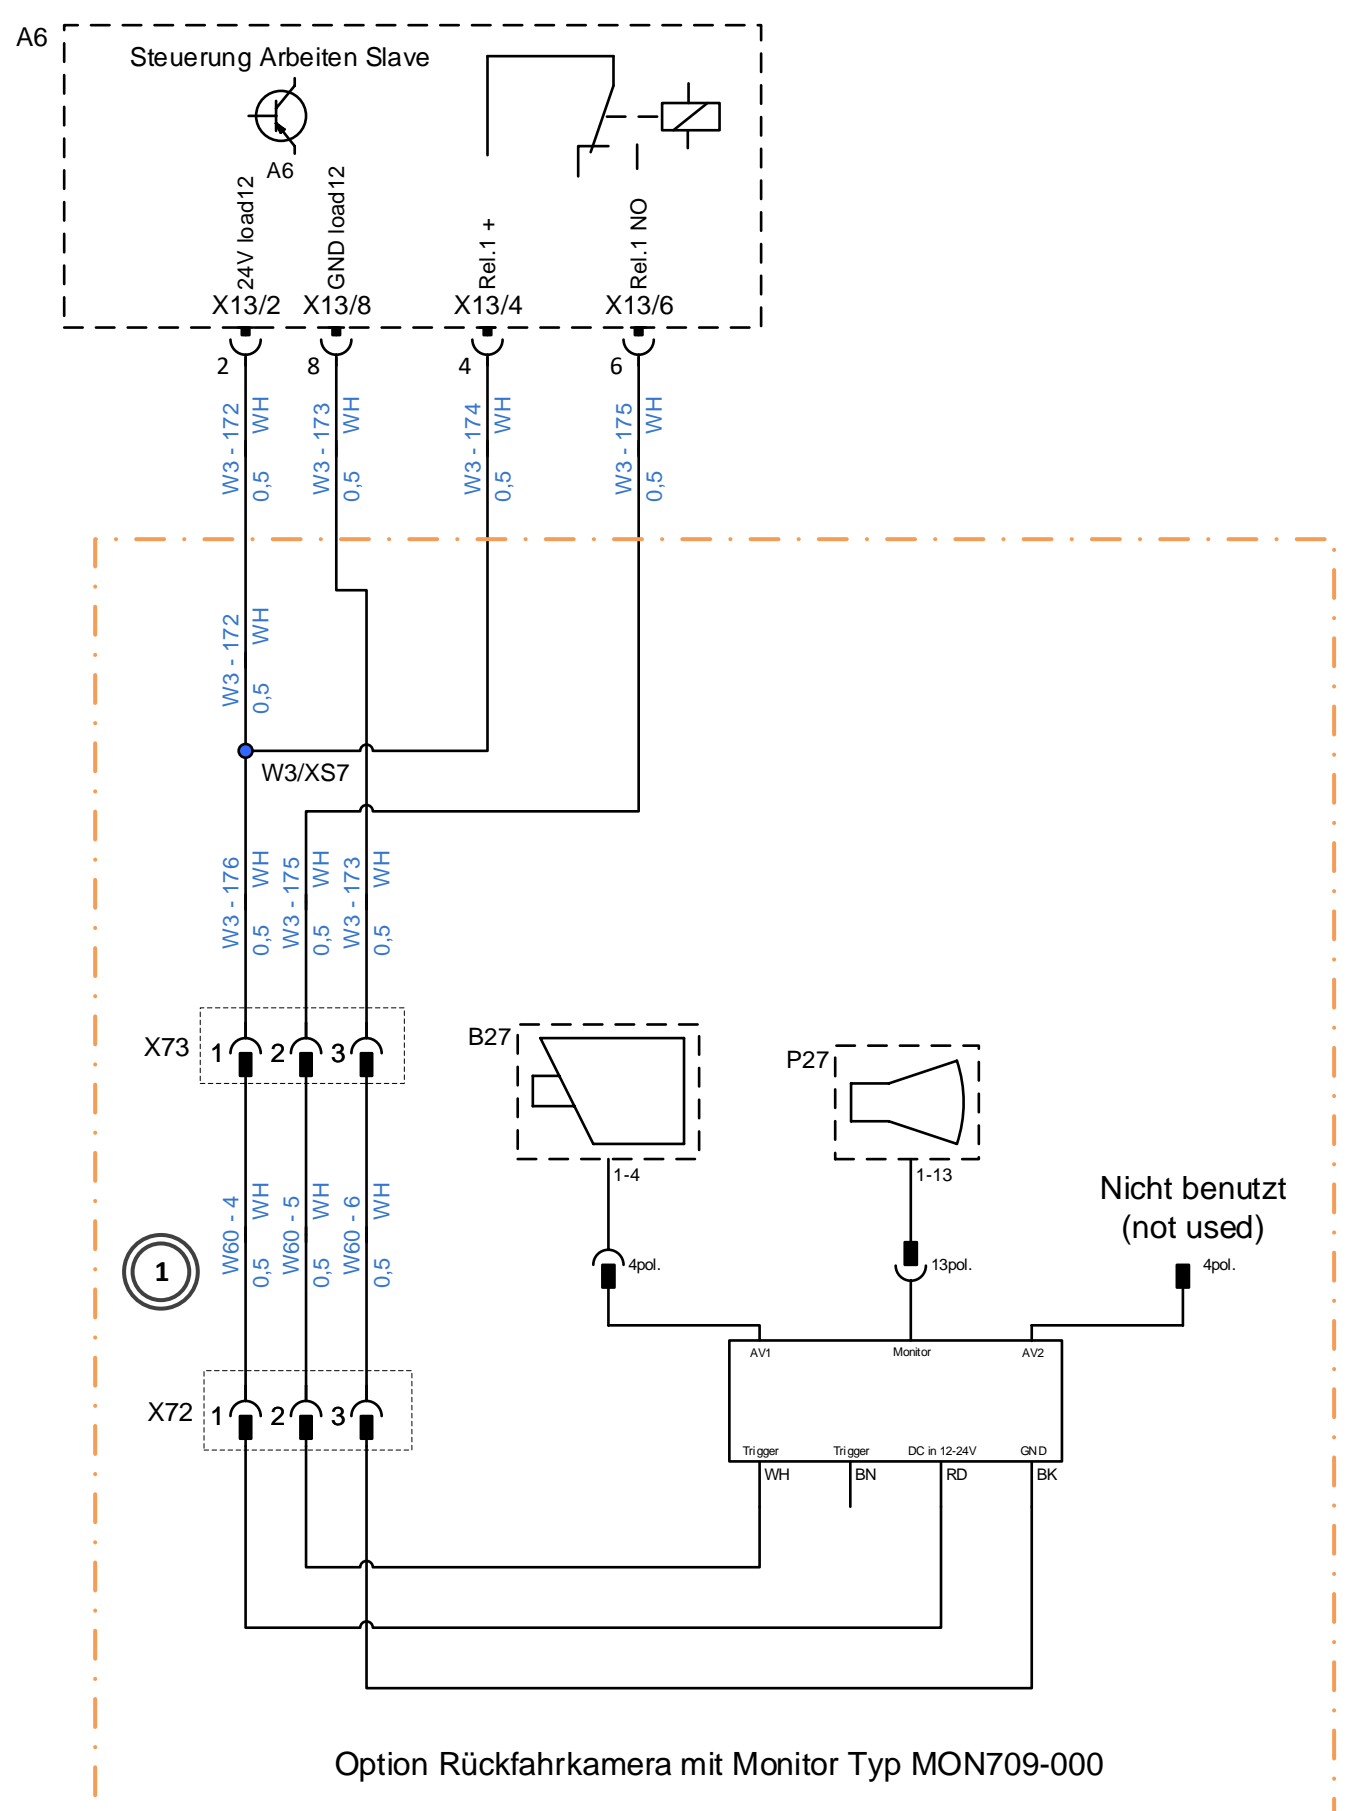 A6
Steuerung Arbeiten Slave
A6
24V load12
GND load12
Rel.1 +
Rel.1 NO
X13/2
X13/8
X13/4
X13/6
2
8
4
6
W3 - 172
WH
0,5
W3 - 173
WH
0,5
W3 - 174
WH
0,5
W3 - 175
WH
0,5
W3 - 172
WH
0,5
W3/XS7
W3 - 176
WH
0,5
W3 - 175
WH
0,5
W3 - 173
WH
0,5
X73
1
2
3
B27
P27
1-4
1-13
Nicht benutzt
(not used)
W60 - 4
WH
0,5
W60 - 5
WH
0,5
W60 - 6
WH
0,5
1
4pol.
13pol.
4pol.
AV1
Monitor
AV2
X72
1
2
3
Trigger
Trigger
DC in 12-24V
GND
WH
BN
RD
BK
Option Rückfahrkamera mit Monitor Typ MON709-000